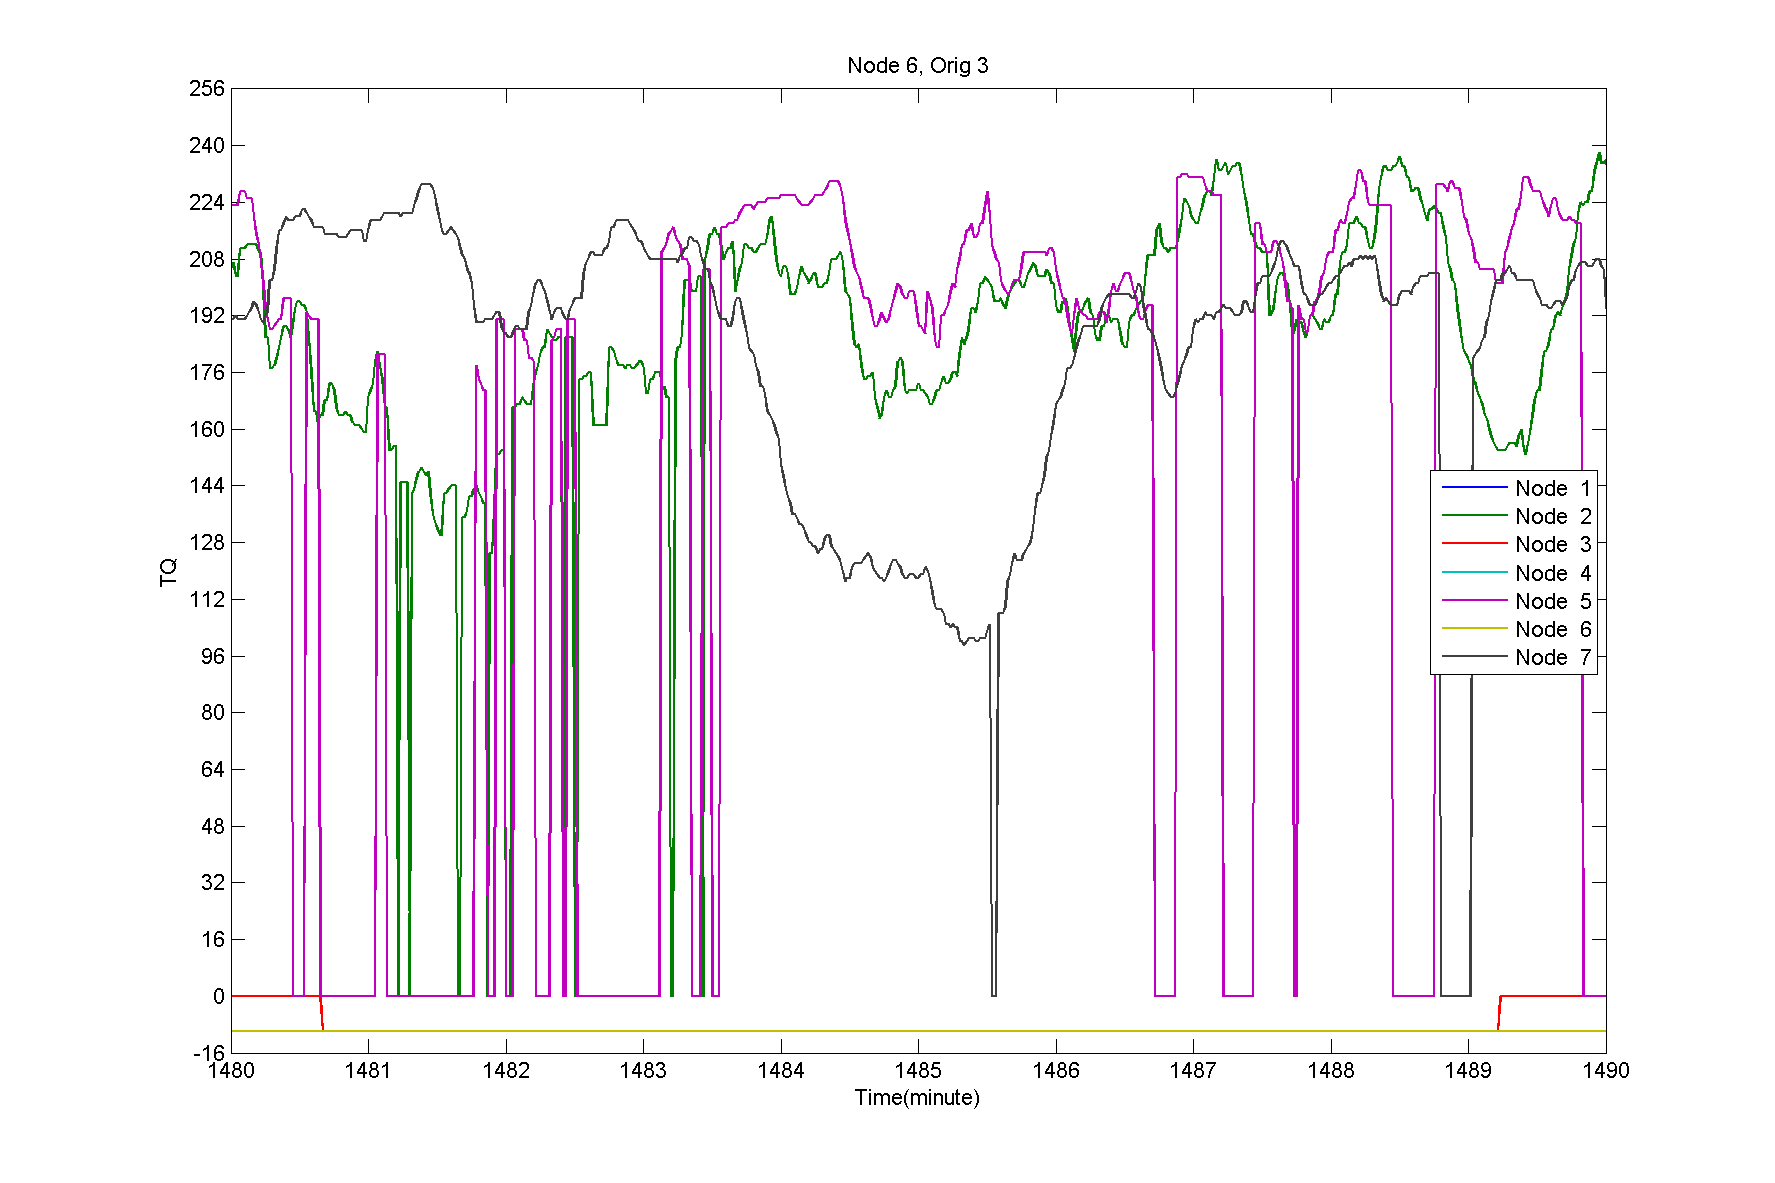 Node 6, Orig 3
256
240
224
208
192
176
160
144
128
112
96
80
64
48
32
16
0
-16
TQ
Node 1
Node 2
Node 3
Node 4
Node 5
Node 6
Node 7
1480 1481 1482 1483 1484 1485 1486 1487 1488 1489 1490
Time(minute)